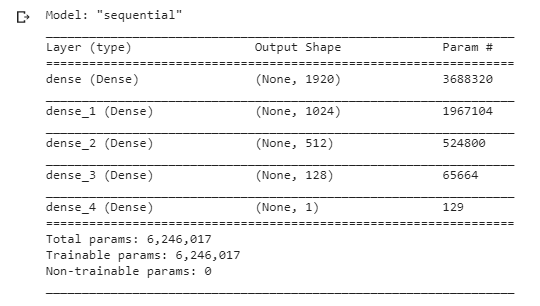 Model: "sequential"
Layer (type) Output Shape Param #
dense (Dense) (None, 1920) 3688320
dense_1 (Dense) (None, 1024) 1967104
dense_2 (Dense) (None, 512) 524800
dense_3 (Dense) (None, 128) 65664
dense_4 (Dense) (None, 1) 129
Total params: 6,246,017
Trainable params: 6,246,017
Non-trainable params: 0